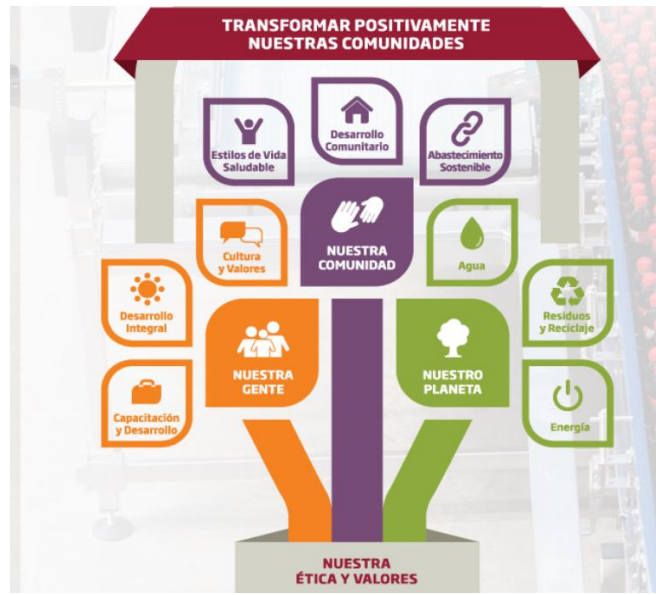 TRANSFORMAR POSITIVAMENTE
NUESTRAS COMUNIDADES
Estilos de Vida
Saludable
Desarrollo
Comunitario
Abastecimiento
Sostenible
Cultura
y Valores
NUESTRA
COMUNIDAD
Agua
Desarrollo
Integral
Residuos
y Reciclaje
NUESTRA
GENTE
NUESTRO
PLANETA
Capacitación
y Desarrollo
Energía
NUESTRA
ÉTICA Y VALORES